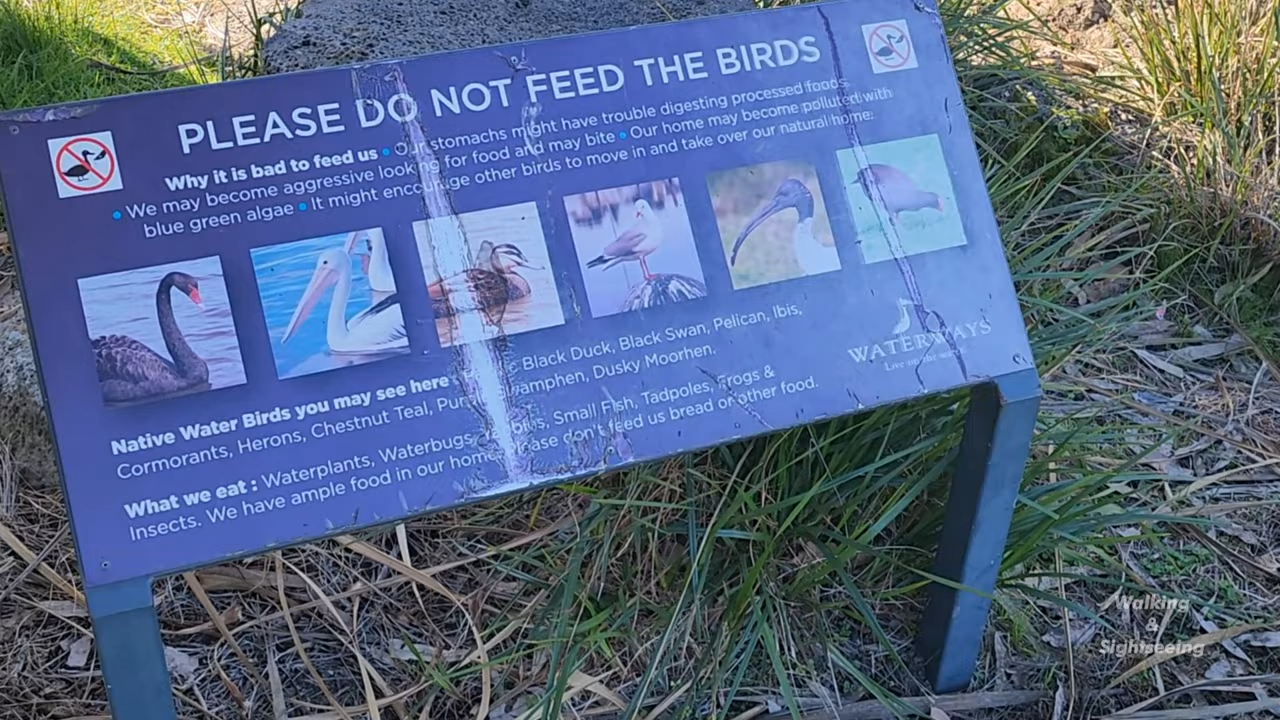 PLEASE DO NOT FEED THE BIRDS
Why it is bad to feed us • Our stomachs might have trouble digesting processed foods
• We may become aggressive looking for food and may bite • Our home may become polluted with
blue green algae • It might encourage other birds to move in and take over our natural home.
Native Water Birds you may see here Black Duck, Black Swan, Pelican, Ibis,
Cormorants, Herons, Chestnut Teal, Dusky Moorhen.
What we eat : Waterplants, Waterbugs, Small Fish, Tadpoles, Frogs &
Insects. We have ample food in our home. Please don't feed us bread or other food.
WATERWAYS
Live on the water
Walking
&
Sightseeing